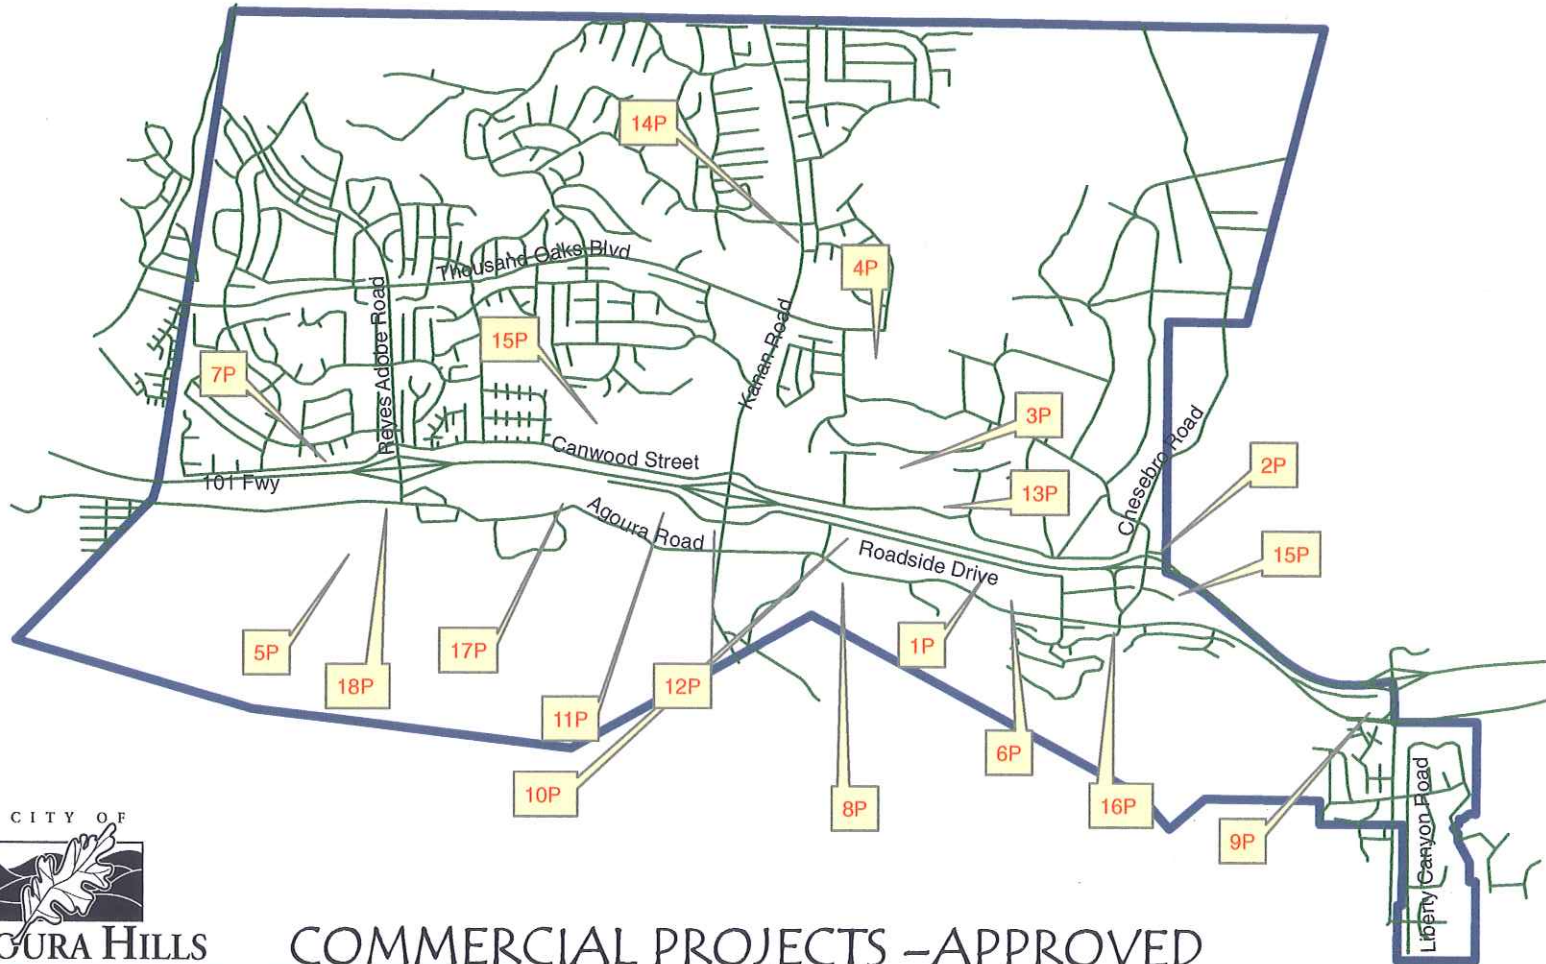 14P
Thousand Oaks Blvd
4P
Reyes Adobe Road
15P
Kanan Road
7P
3P
Canwood Street
2P
101 Fwy
13P
Chesebro Road
Agoura Road
Roadside Drive
15P
5P
17P
1P
18P
12P
11P
6P
10P
8P
16P
9P
Liberty Canyon Road
CITY OF
OURA HILLS
COMMERCIAL PROJECTS –APPROVED